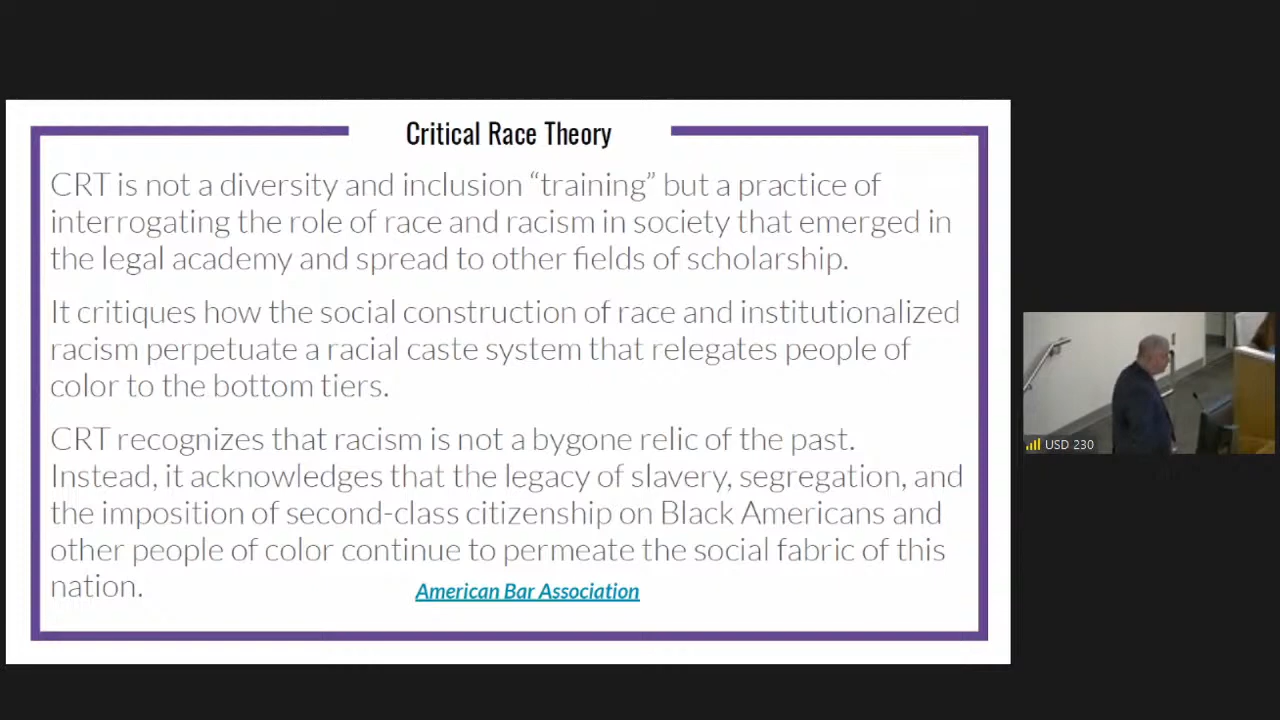 Critical Race Theory
CRT is not a diversity and inclusion “training” but a practice of
interrogating the role of race and racism in society that emerged in
the legal academy and spread to other fields of scholarship.
It critiques how the social construction of race and institutionalized
racism perpetuate a racial caste system that relegates people of
color to the bottom tiers.
CRT recognizes that racism is not a bygone relic of the past.
Instead, it acknowledges that the legacy of slavery, segregation, and
the imposition of second-class citizenship on Black Americans and
other people of color continue to permeate the social fabric of this
nation.
American Bar Association
USD 230